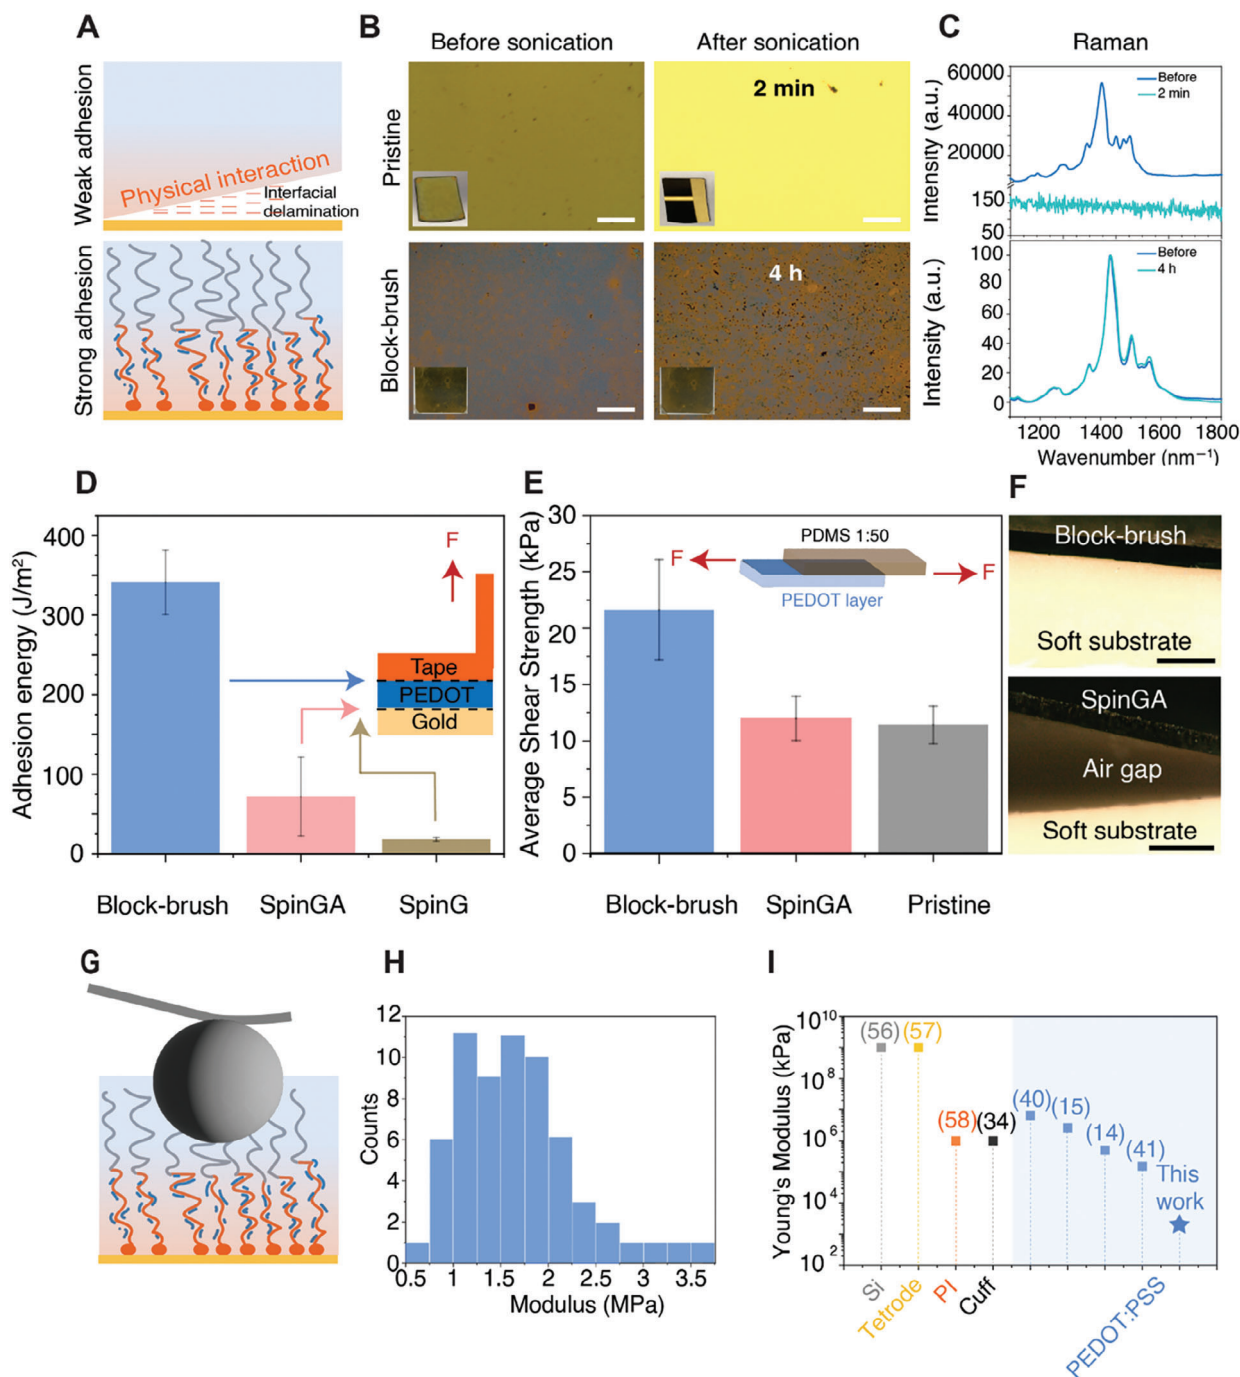 A
Weak adhesion
Physical interaction
Interfacial
delamination
Strong adhesion
B
Before sonication
After sonication
Pristine
2 min
Block-brush
4 h
C
Raman
Intensity (a.u.)
60000
40000
20000
150
50
Before
2 min
Intensity (a.u.)
100
80
60
40
20
0
Before
4 h
1200 1400 1600 1800
Wavenumber (nm⁻¹)
D
Adhesion energy (J/m²)
400
300
200
100
0
F
Tape
PEDOT
Gold
Block-brush SpinGA SpinG
E
Average Shear Strength (kPa)
30
25
20
15
10
5
0
PDMS 1:50
F
F
PEDOT layer
Block-brush SpinGA Pristine
F
Block-brush
Soft substrate
SpinGA
Air gap
Soft substrate
G
H
Counts
12
10
8
6
4
2
0
0.5 1 1.5 2 2.5 3 3.5
Modulus (MPa)
I
Young's Modulus (kPa)
10¹⁰
10⁸
10⁶
10⁴
10²
(56) (57)
(58) (34)
(40)
(15)
(14)
(41)
This
work
Si
Tetrode
PI
Cuff
PEDOT:PSS